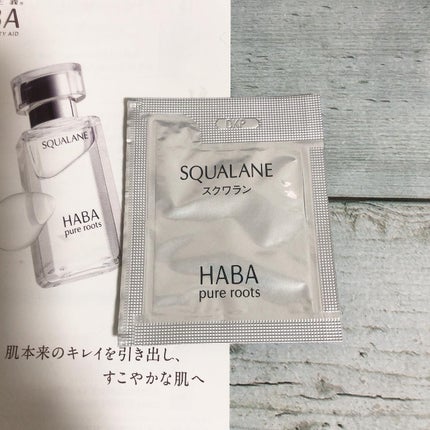 BA
SQUALANE
HABA
pure roots
SQUALANE
スクワラン
HABA
pure roots
肌本来のキレイを引き出し、
すこやかな肌へ